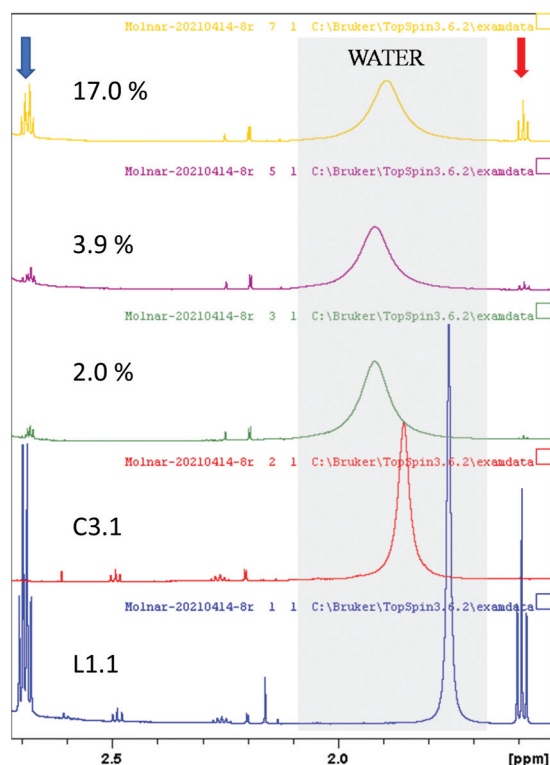 Molnar-20210414-8r 7 1 C:\Bruker\TopSpin3.6.2\examdata
WATER
17.0 %
Molnar-20210414-8r 5 1 C:\Bruker\TopSpin3.6.2\examdata
3.9 %
Molnar-20210414-8r 3 1 C:\Bruker\TopSpin3.6.2\examdata
2.0 %
Molnar-20210414-8r 2 1 C:\Bruker\TopSpin3.6.2\examdata
C3.1
Molnar-20210414-8r 1 1 C:\Bruker\TopSpin3.6.2\examdata
L1.1
2.5 2.0 [ppm]